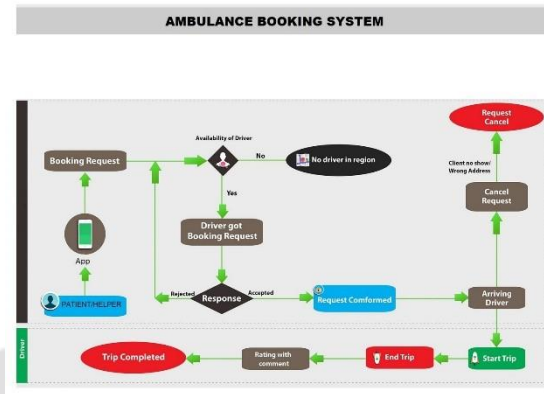 AMBULANCE BOOKING SYSTEM
Request
Cancel
Availability of Driver
Client no show/
Wrong Address
Booking Request
No
No driver in region
Cancel
Request
Yes
Driver got
Booking Request
App
PATIENT/HELPER
Rejected
Response
Accepted
Request Comformed
Arriving
Driver
Driver
Trip Completed
Rating with
comment
End Trip
Start Trip